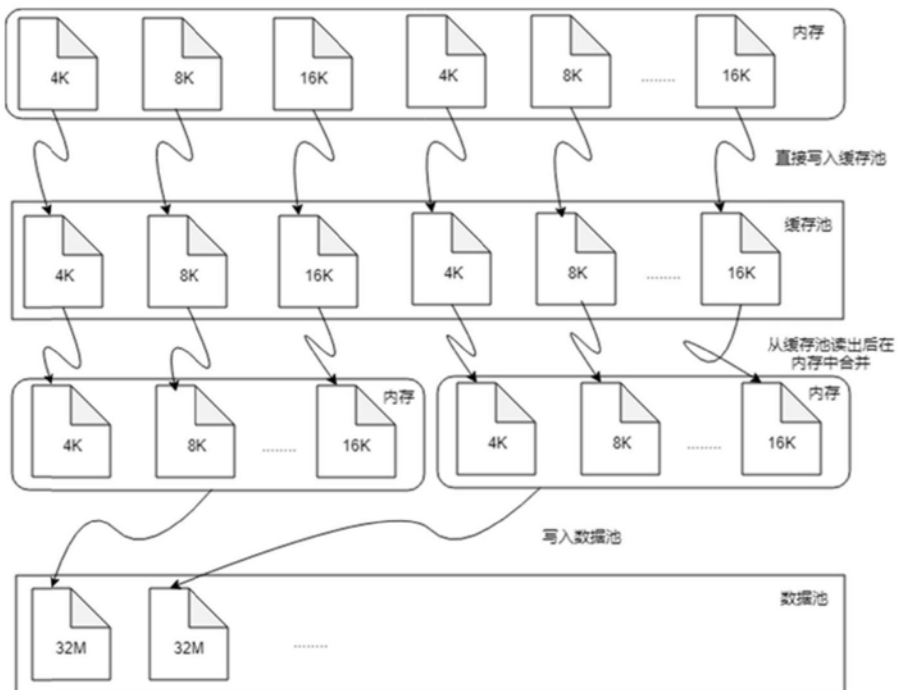 内存
4K 8K 16K 4K 8K ........ 16K
直接写入缓存池
缓存池
4K 8K 16K 4K 8K ........ 16K
从缓存池读出后在
内存中合并
内存 内存
4K 8K ........ 16K 4K 8K ........ 16K
写入数据池
数据池
32M 32M ........